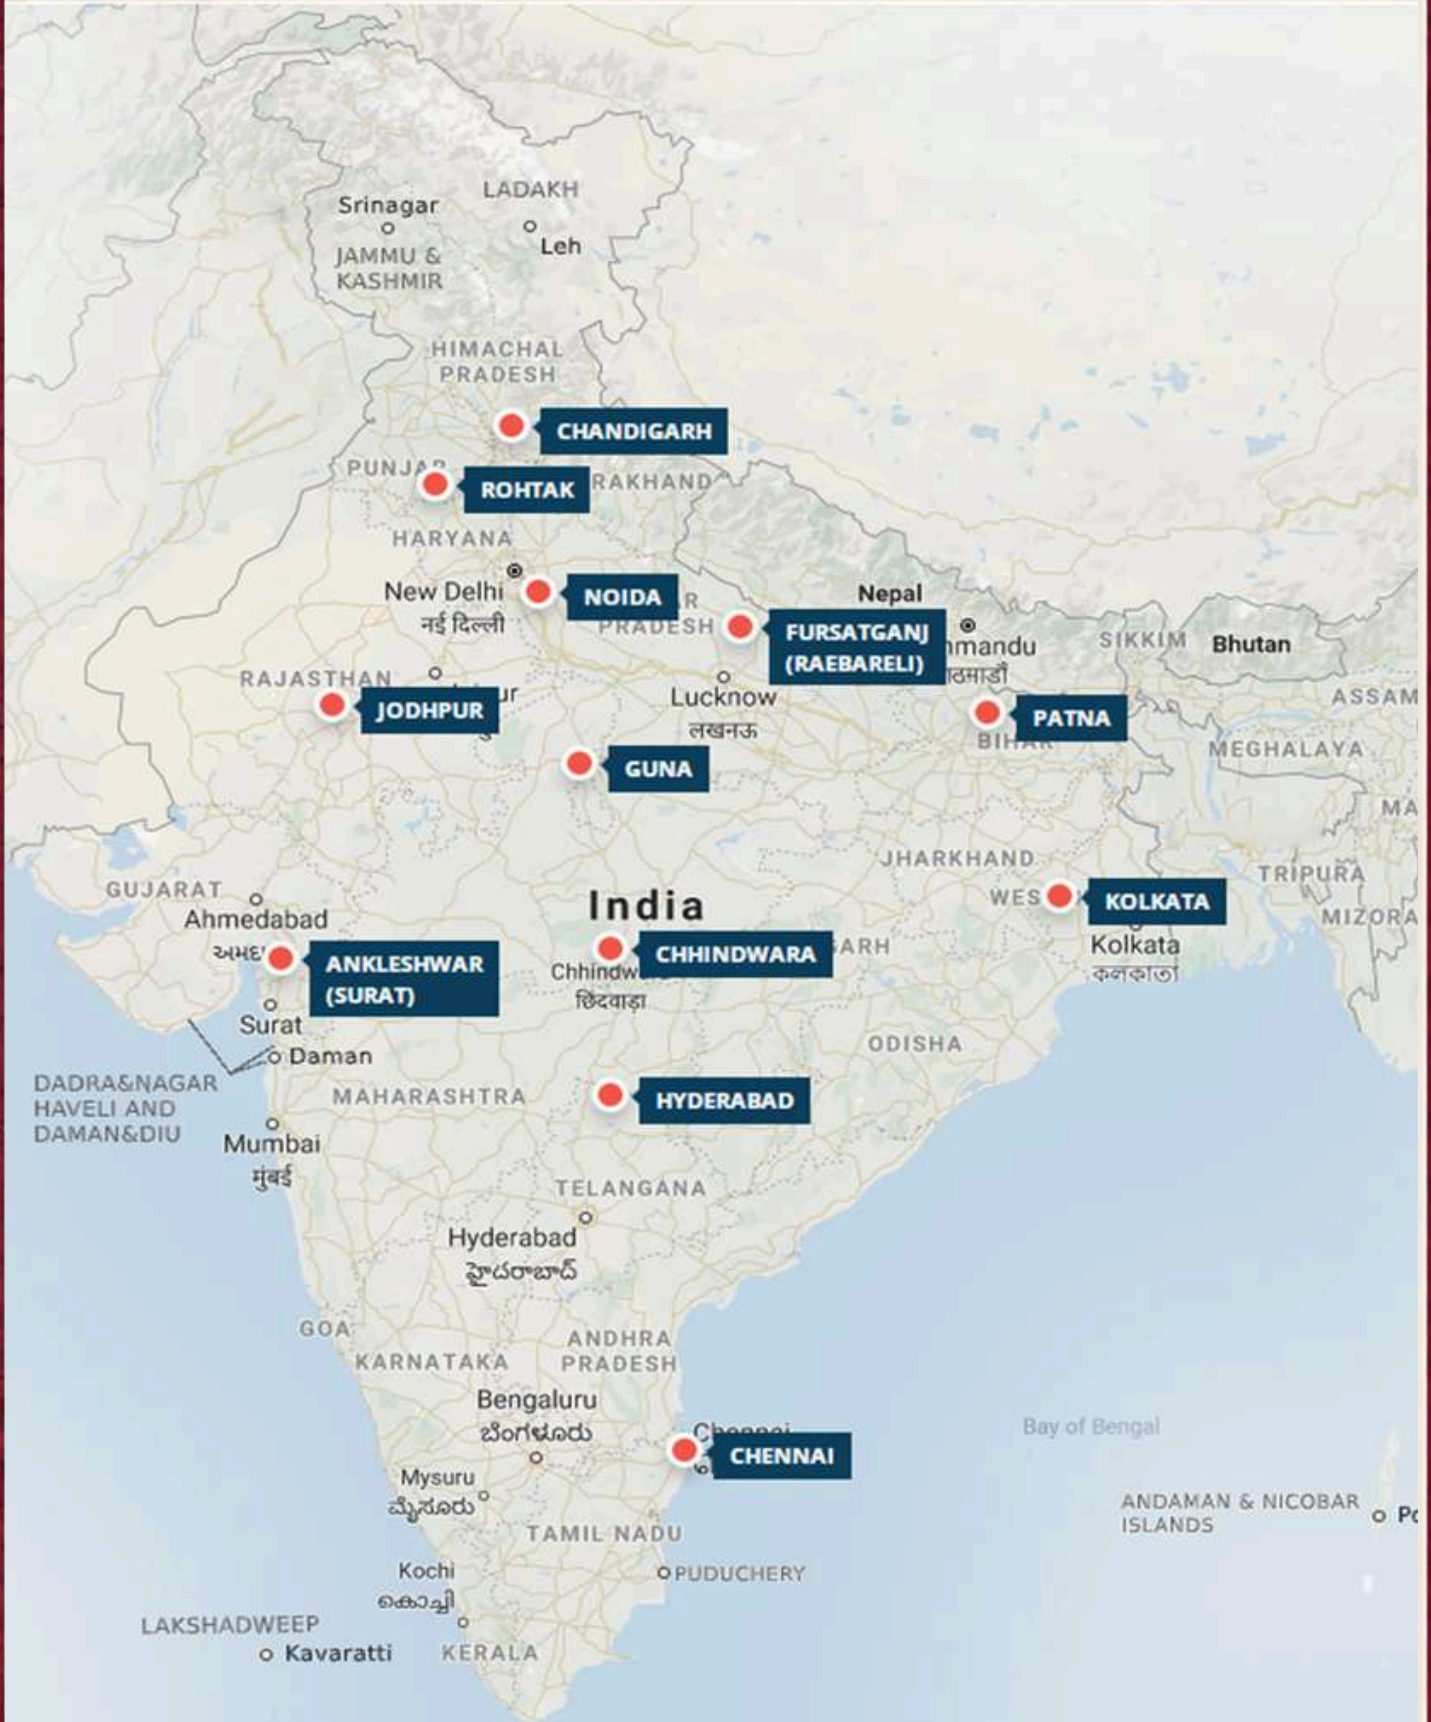 LADAKH
Srinagar
Leh
JAMMU &
KASHMIR
HIMACHAL
PRADESH
CHANDIGARH
ROHTAK
RAKHAND
HARYANA
New Delhi
नई दिल्ली
NOIDA
PRADESH
Nepal
FURSATGANJ
(RAEBARELI)
SIKKIM
Bhutan
RAJASTHAN
JODHPUR
Lucknow
लखनऊ
ASSAM
PATNA
BIHAR
MEGHALAYA
GUNA
JHARKHAND
TRIPURA
GUJARAT
Ahmedabad
India
KOLKATA
Kolkata
কলকাতা
MIZORA
ANKLESHWAR
(SURAT)
CHHINDWARA
छिंदवाड़ा
Surat
Daman
DADRA&NAGAR
HAVELI AND
DAMAN&DIU
ODISHA
MAHARASHTRA
HYDERABAD
Mumbai
मुंबई
TELANGANA
Hyderabad
హైదరాబాద్
GOA
ANDHRA
PRADESH
KARNATAKA
Bengaluru
ಬೆಂಗಳೂರು
CHENNAI
Bay of Bengal
Mysuru
ಮೈಸೂರು
ANDAMAN & NICOBAR
ISLANDS
TAMIL NADU
Kochi
കൊച്ചി
PUDUCHERY
LAKSHADWEEP
Kavaratti
KERALA